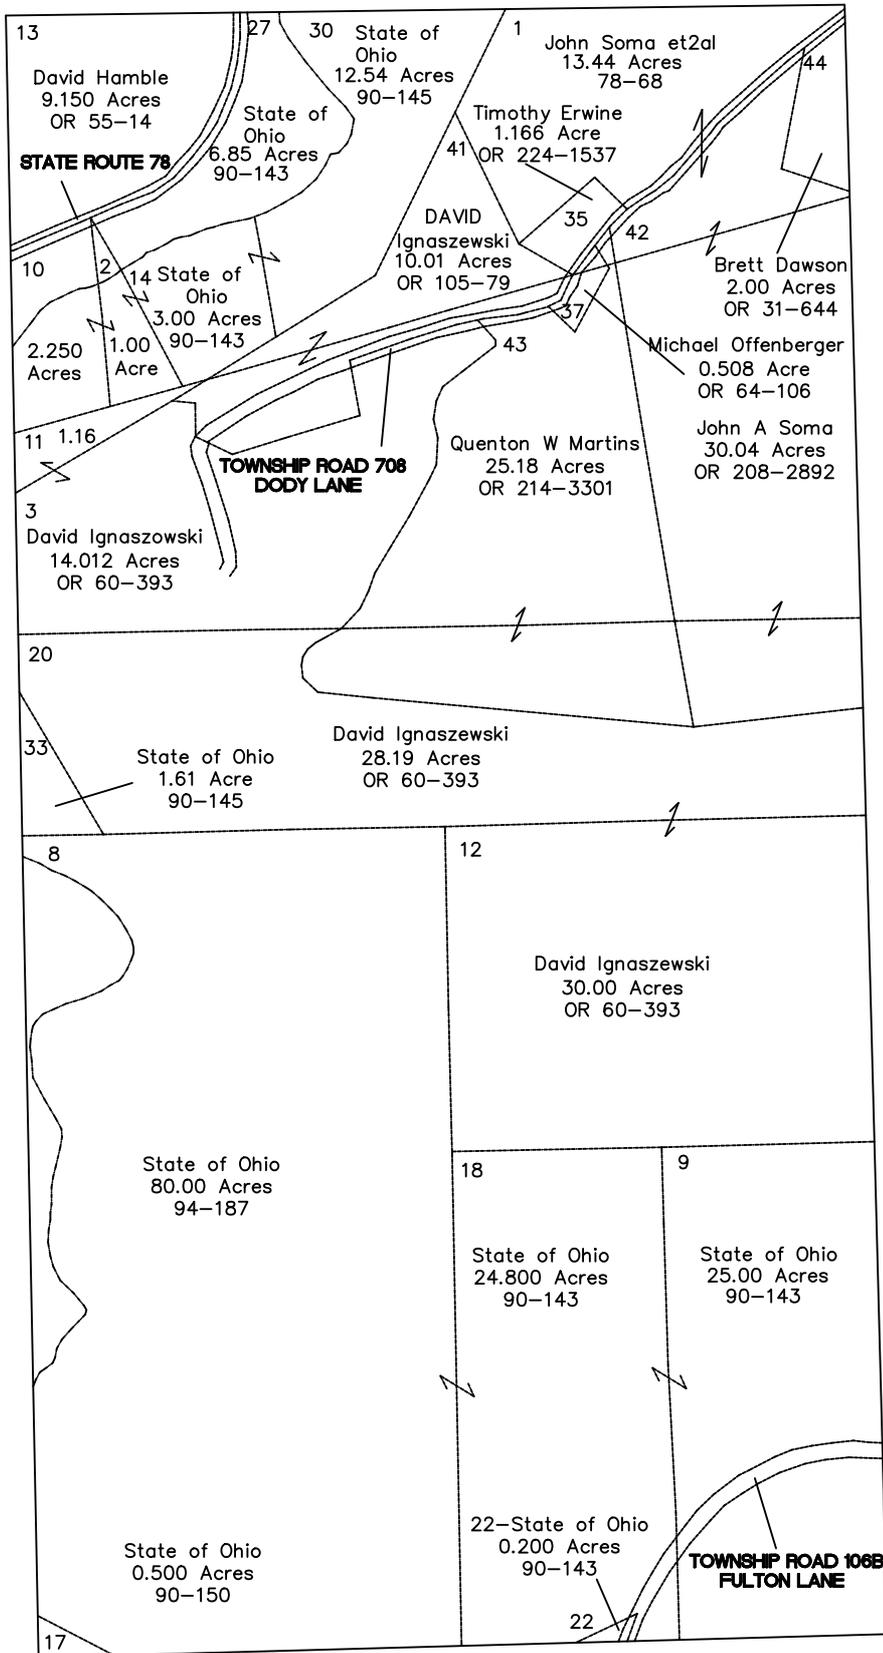 13
27
30
State of
Ohio
12.54 Acres
90-145
1
John Soma et2al
13.44 Acres
78-68
44
David Hamble
9.150 Acres
OR 55-14
State of
Ohio
6.85 Acres
90-143
STATE ROUTE 78
Timothy Erwine
1.166 Acre
OR 224-1537
41
35
42
DAVID
Ignaszewski
10.01 Acres
OR 105-79
10
2
14
State of
Ohio
3.00 Acres
90-143
Brett Dawson
2.00 Acres
OR 31-644
37
43
2.250
Acres
1.00
Acre
Michael Offenberger
0.508 Acre
OR 64-106
11
1.16
TOWNSHIP ROAD 708
DODY LANE
Quenton W Martins
25.18 Acres
OR 214-3301
John A Soma
30.04 Acres
OR 208-2892
3
David Ignaszowski
14.012 Acres
OR 60-393
20
33
State of Ohio
1.61 Acre
90-145
David Ignaszewski
28.19 Acres
OR 60-393
8
12
David Ignaszewski
30.00 Acres
OR 60-393
State of Ohio
80.00 Acres
94-187
18
9
State of Ohio
24.800 Acres
90-143
State of Ohio
25.00 Acres
90-143
State of Ohio
0.500 Acres
90-150
22-State of Ohio
0.200 Acres
90-143
TOWNSHIP ROAD 106B
FULTON LANE
22
17